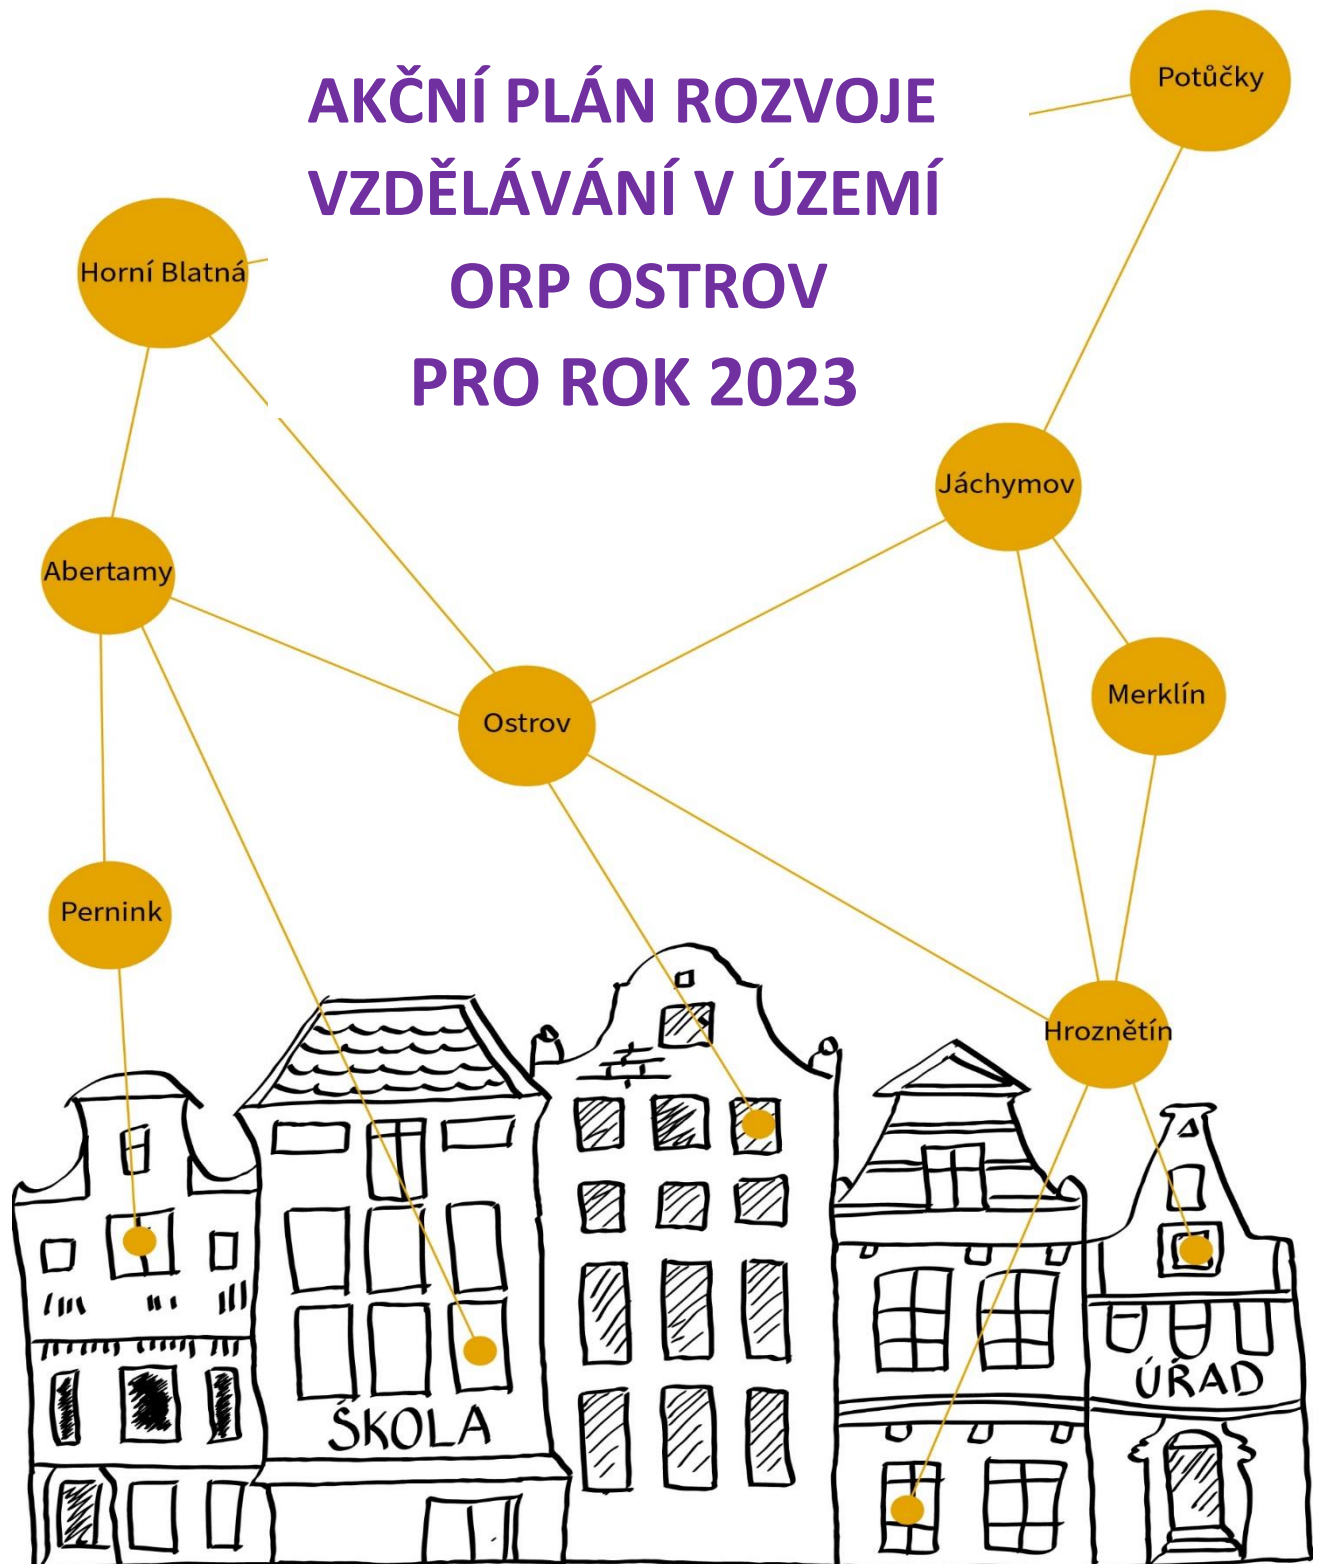 AKČNÍ PLÁN ROZVOJE
VZDĚLÁVÁNÍ V ÚZEMÍ
ORP OSTROV
PRO ROK 2023
Potůčky
Horní Blatná
Jáchymov
Abertamy
Merklín
Ostrov
Pernink
Hroznětín
ÚŘAD
ŠKOLA